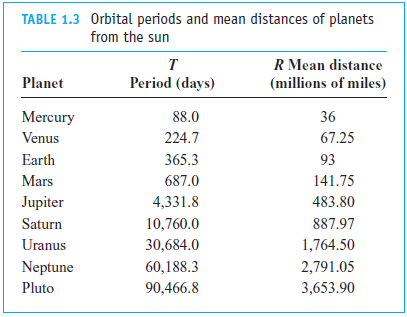 TABLE 1.3 Orbital periods and mean distances of planets
from the sun
T R Mean distance
Planet Period (days) (millions of miles)
Mercury 88.0 36
Venus 224.7 67.25
Earth 365.3 93
Mars 687.0 141.75
Jupiter 4,331.8 483.80
Saturn 10,760.0 887.97
Uranus 30,684.0 1,764.50
Neptune 60,188.3 2,791.05
Pluto 90,466.8 3,653.90